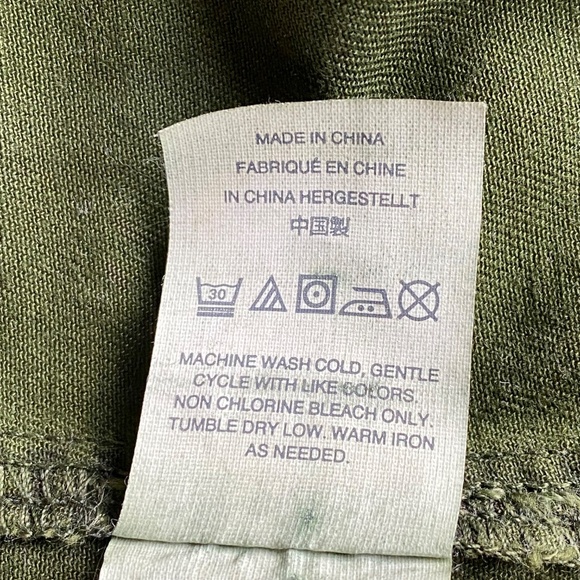 MADE IN CHINA
FABRIQUÉ EN CHINE
IN CHINA HERGESTELLT
中国製
30
MACHINE WASH COLD, GENTLE
CYCLE WITH LIKE COLORS.
NON CHLORINE BLEACH ONLY.
TUMBLE DRY LOW. WARM IRON
AS NEEDED.